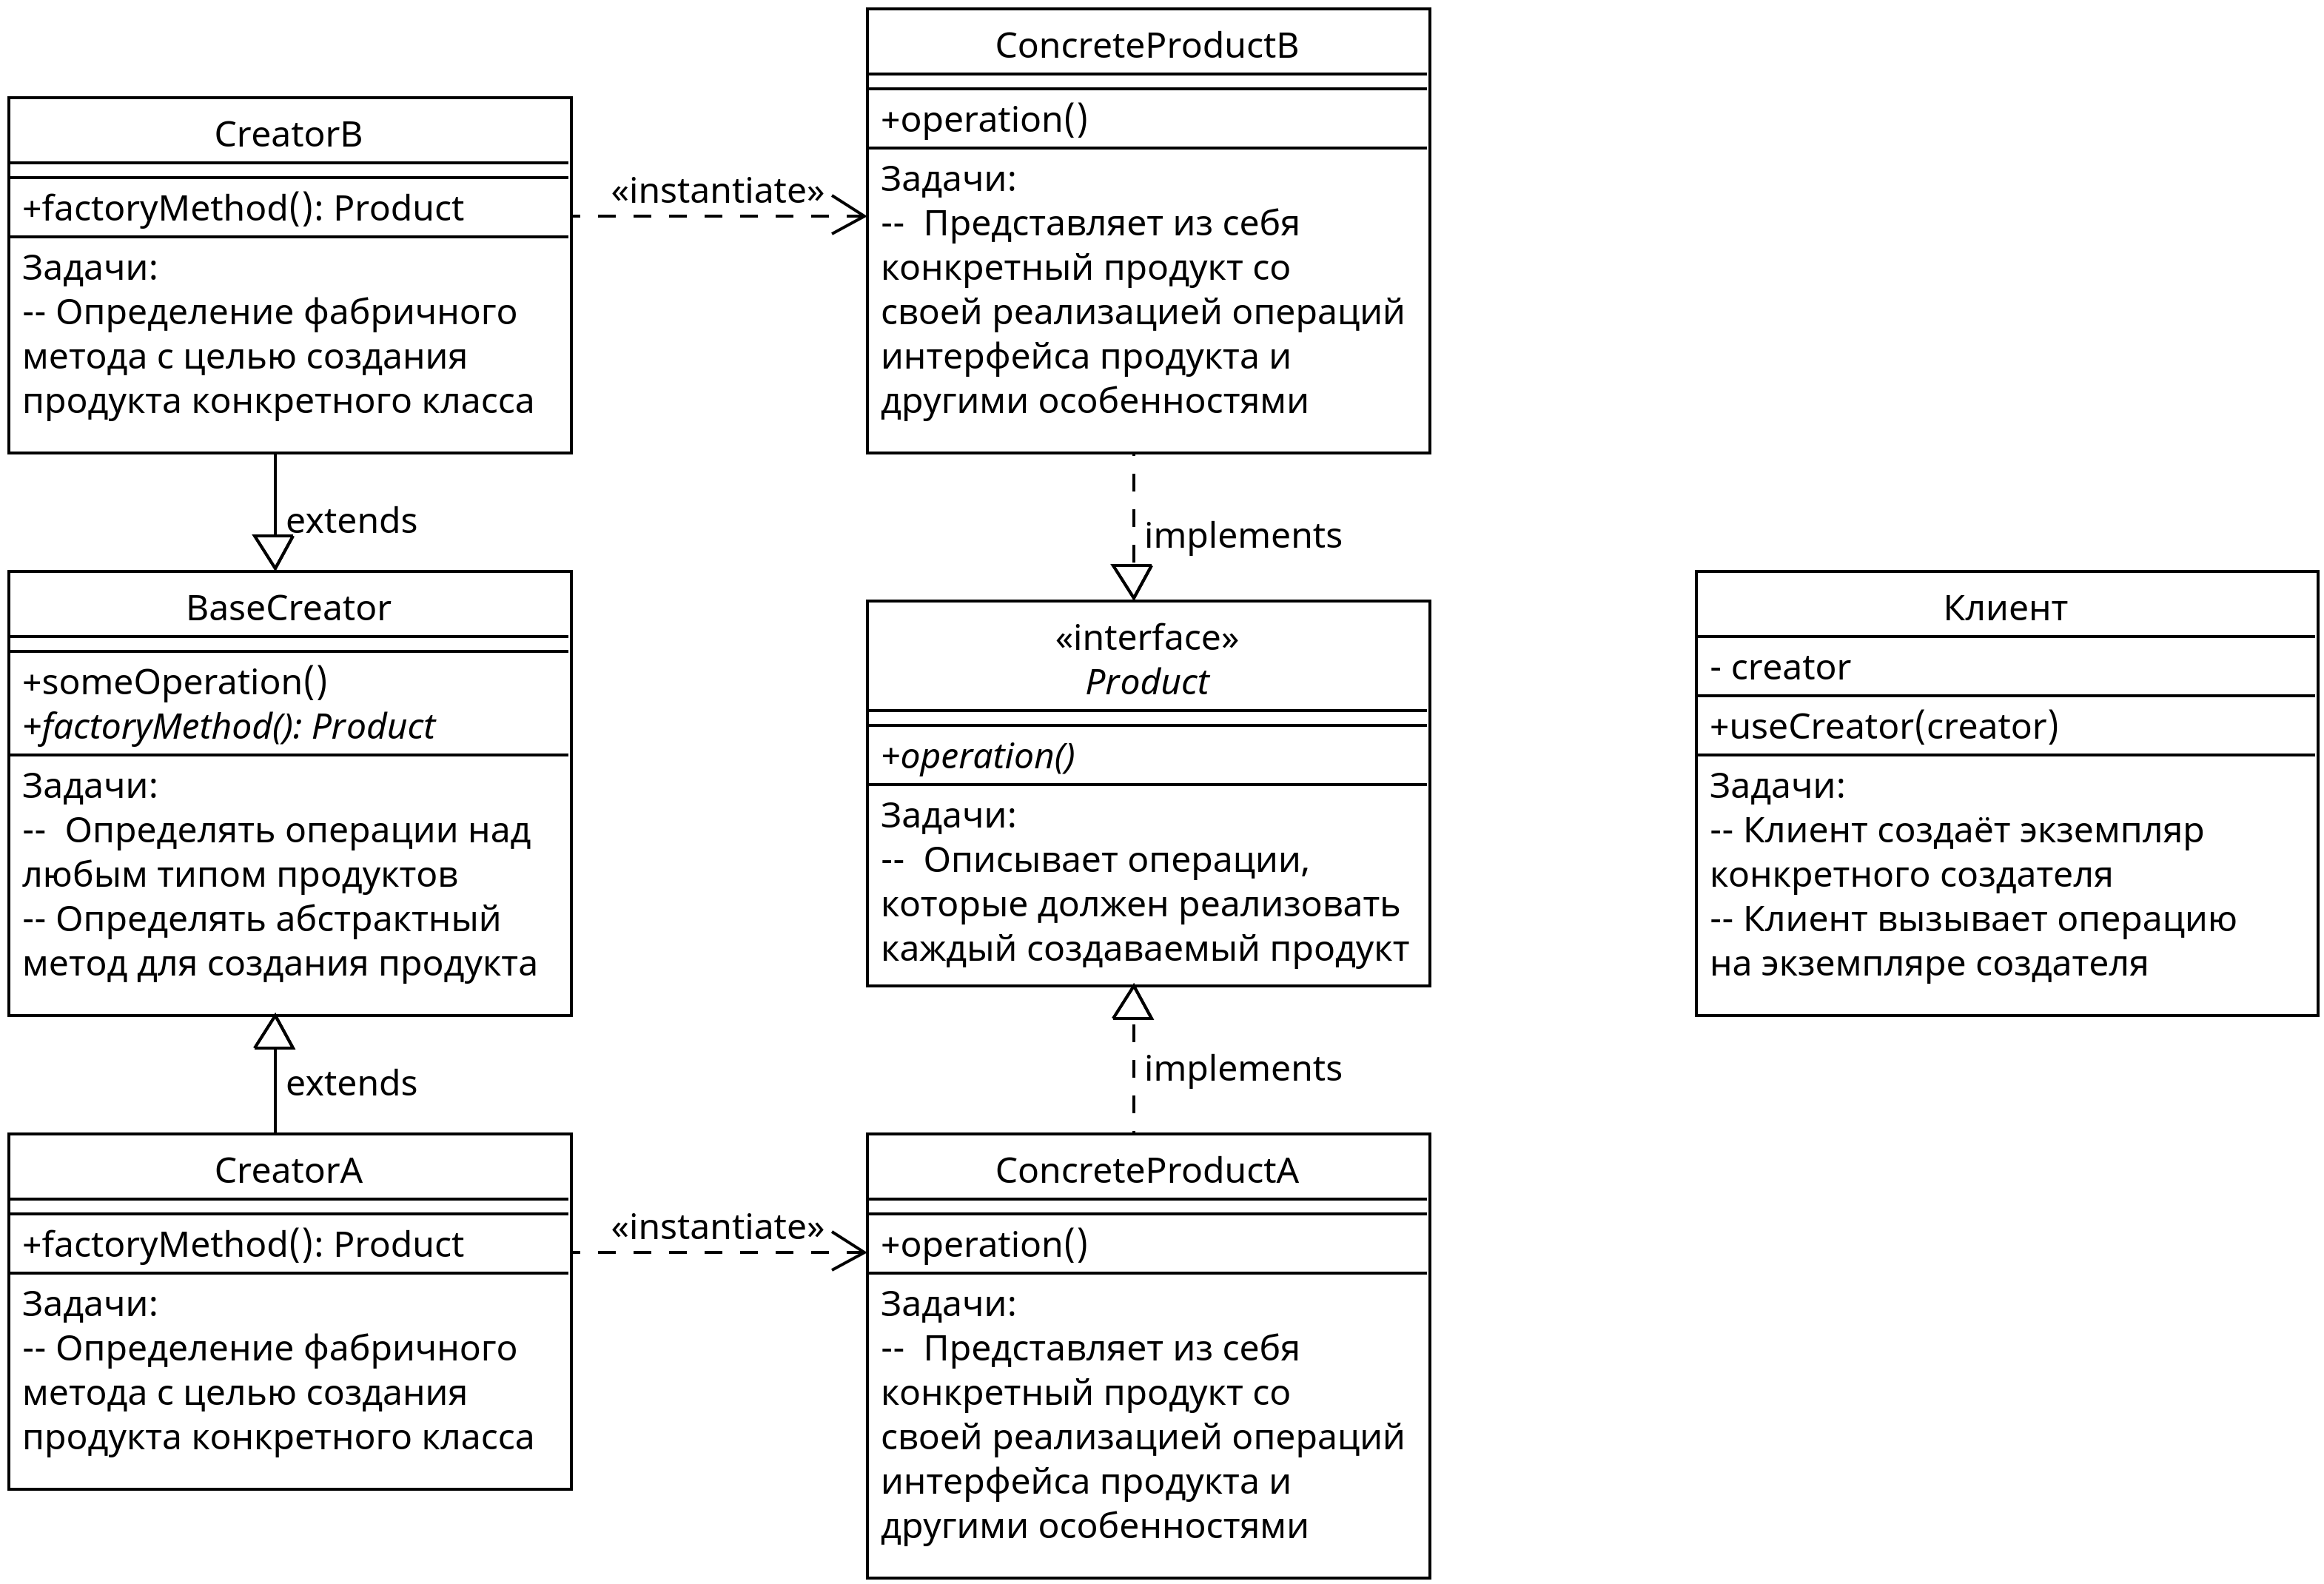 ConcreteProductB
+operation()
Задачи:
--  Представляет из себя
конкретный продукт со
своей реализацией операций
интерфейса продукта и
другими особенностями
CreatorB
+factoryMethod(): Product
Задачи:
-- Определение фабричного
метода с целью создания
продукта конкретного класса
«instantiate»
extends
implements
BaseCreator
+someOperation()
+factoryMethod(): Product
Задачи:
--  Определять операции над
любым типом продуктов
-- Определять абстрактный
метод для создания продукта
«interface»
Product
+operation()
Задачи:
--  Описывает операции,
которые должен реализовать
каждый создаваемый продукт
Клиент
- creator
+useCreator(creator)
Задачи:
-- Клиент создаёт экземпляр
конкретного создателя
-- Клиент вызывает операцию
на экземпляре создателя
extends
implements
CreatorA
+factoryMethod(): Product
Задачи:
-- Определение фабричного
метода с целью создания
продукта конкретного класса
«instantiate»
ConcreteProductA
+operation()
Задачи:
--  Представляет из себя
конкретный продукт со
своей реализацией операций
интерфейса продукта и
другими особенностями